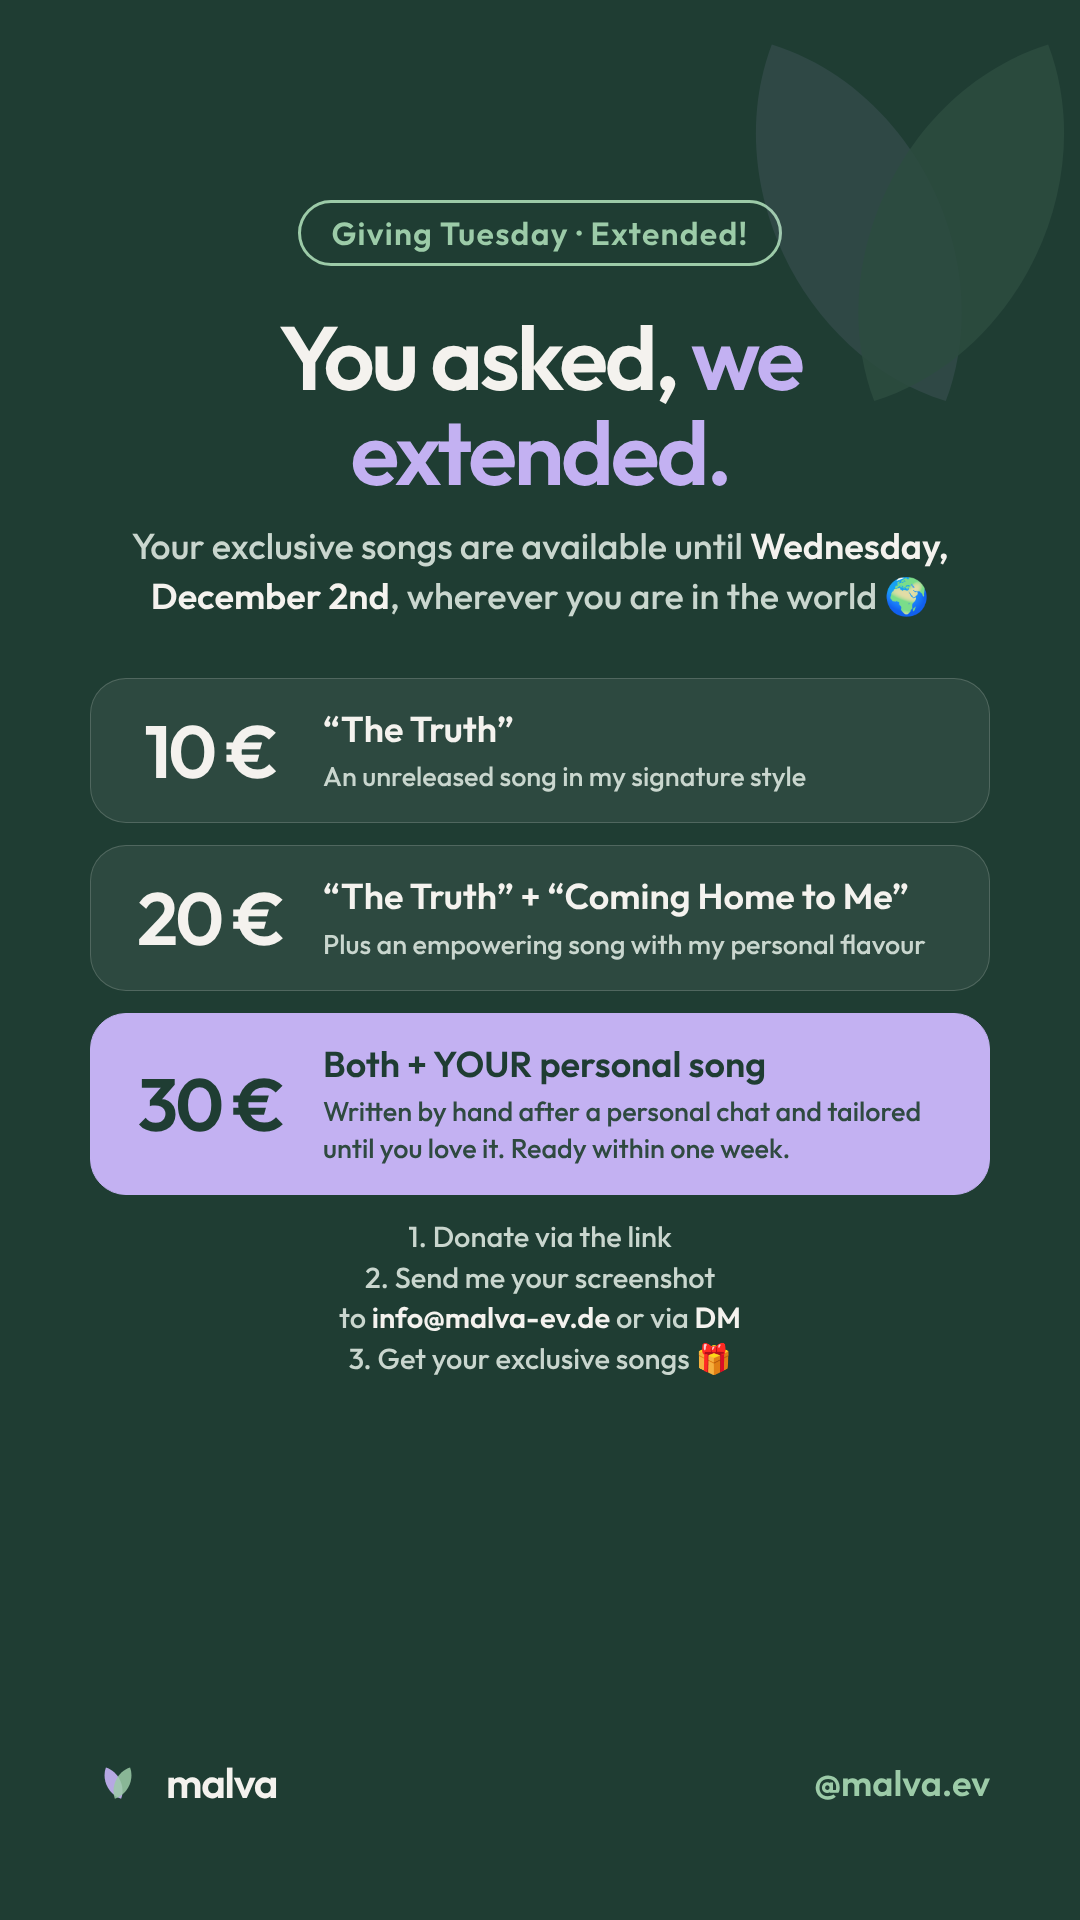 Giving Tuesday · Extended!
You asked, we
extended.
Your exclusive songs are available until Wednesday,
December 2nd, wherever you are in the world 🌍
10 €
“The Truth”
An unreleased song in my signature style
20 €
“The Truth” + “Coming Home to Me”
Plus an empowering song with my personal flavour
30 €
Both + YOUR personal song
Written by hand after a personal chat and tailored
until you love it. Ready within one week.
1. Donate via the link
2. Send me your screenshot
to info@malva-ev.de or via DM
3. Get your exclusive songs 🎁
malva
@malva.ev